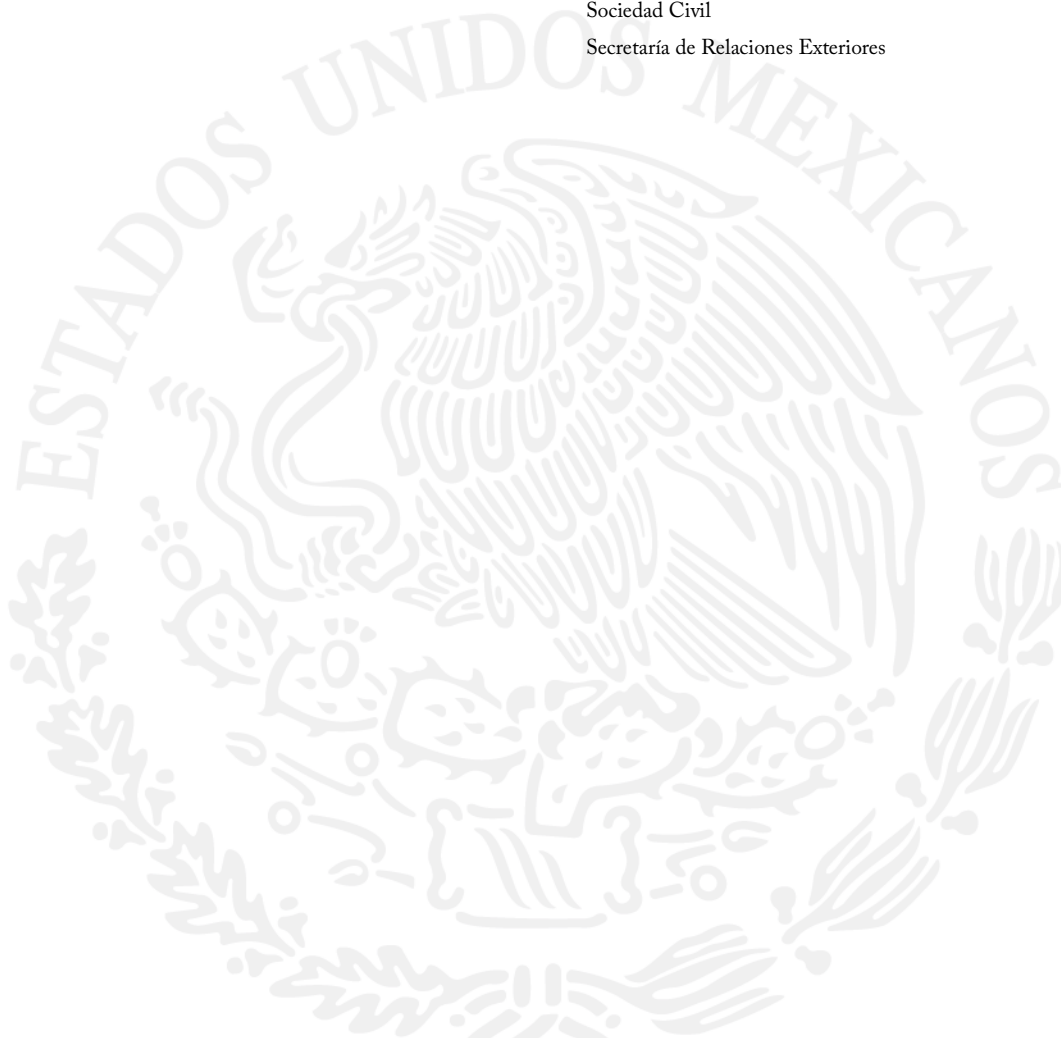 Sociedad Civil
Secretaría de Relaciones Exteriores
ESTADOS UNIDOS MEXICANOS